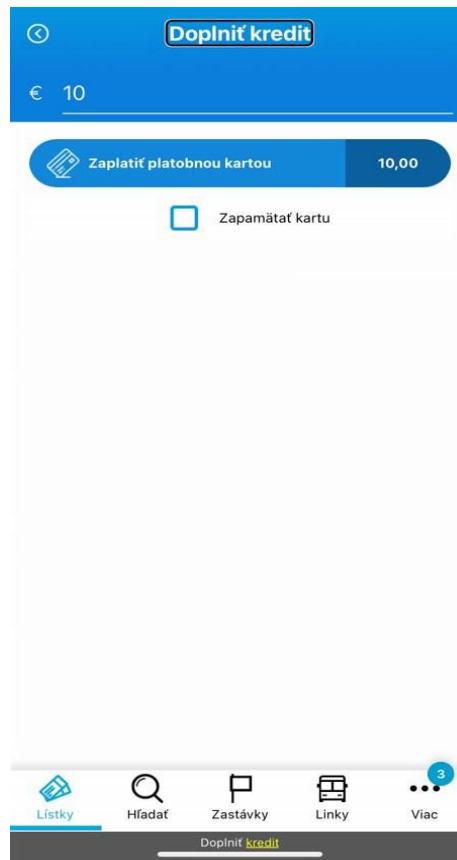 Doplniť kredit
€ 10
Zaplatiť platobnou kartou 10,00
Zapamätať kartu
3
Lístky Hľadať Zastávky Linky Viac
Doplniť kredit